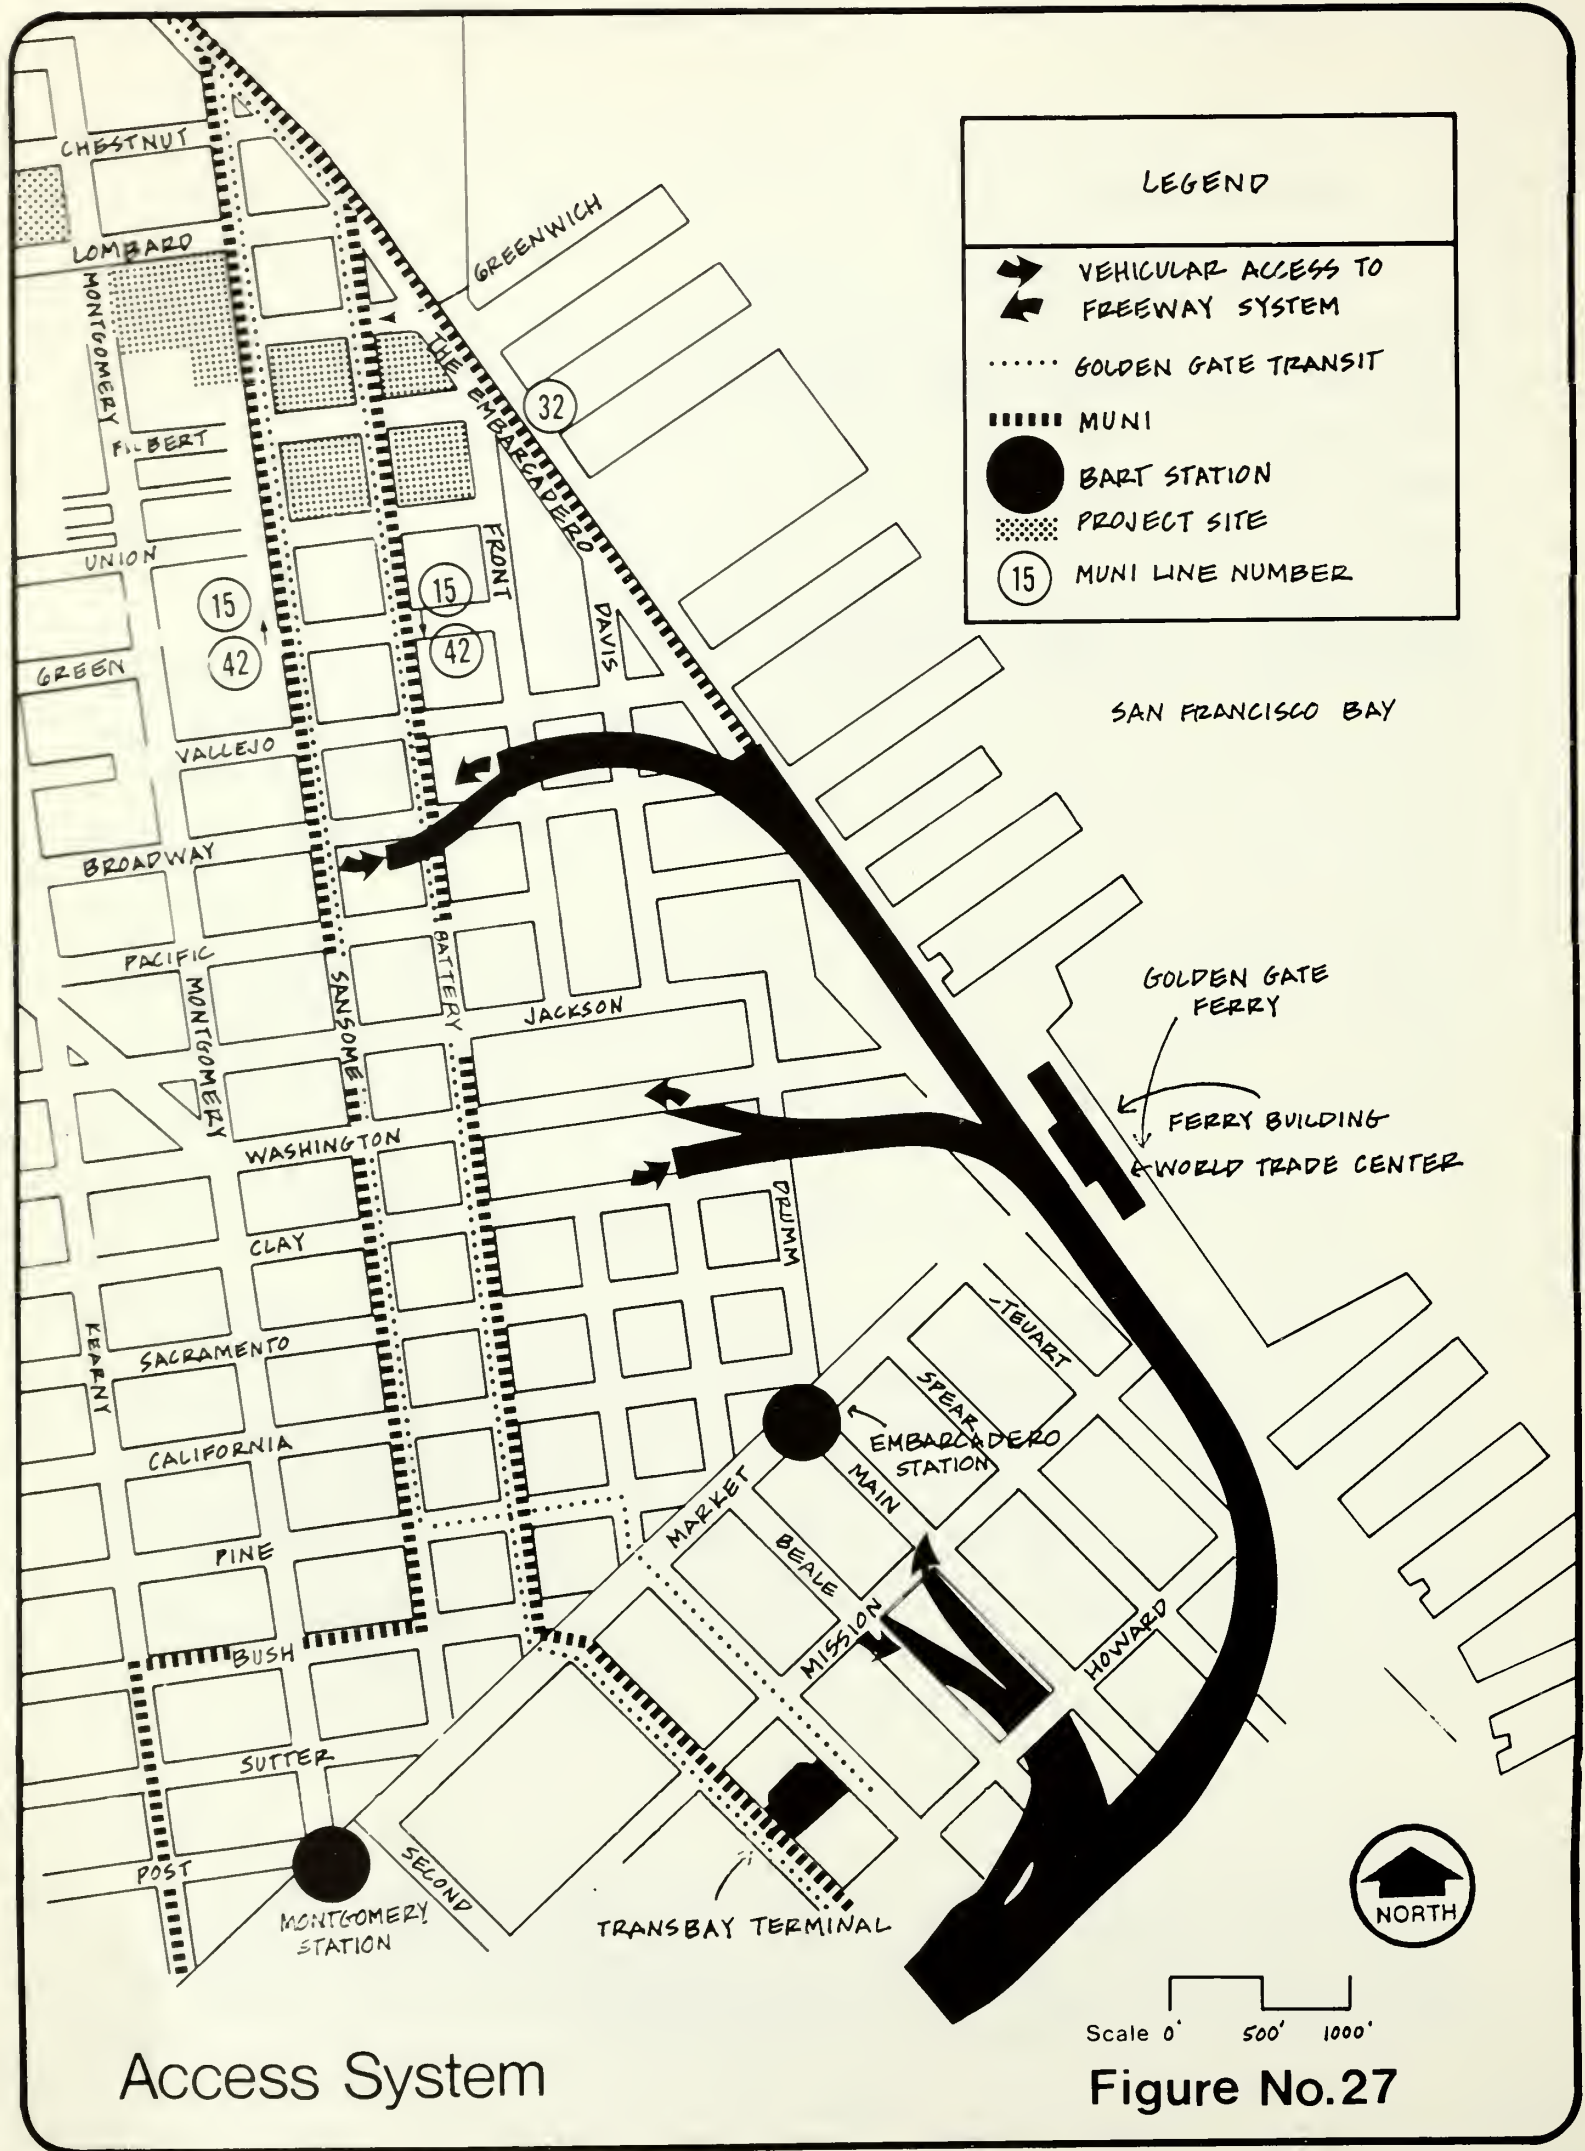 LEGEND
VEHICULAR ACCESS TO
FREEWAY SYSTEM
GOLDEN GATE TRANSIT
MUNI
BART STATION
PROJECT SITE
15 MUNI LINE NUMBER
CHESTNUT
LOMBARD
MONTGOMERY
GREENWICH
THE EMBARCADERO
32
FILBERT
UNION
FRONT
15
15
42
42
DAVIS
GREEN
SAN FRANCISCO BAY
VALLEJO
BROADWAY
PACIFIC
MONTGOMERY
SANSOME
BATTERY
JACKSON
GOLDEN GATE
FERRY
FERRY BUILDING
WORLD TRADE CENTER
WASHINGTON
DRUMM
CLAY
KEARNY
SACRAMENTO
TEUART
SPEAR
EMBARCADERO
STATION
CALIFORNIA
MARKET
MAIN
BEALE
PINE
MISSION
HOWARD
BUSH
SUTTER
POST
SECOND
MONTGOMERY
STATION
TRANSBAY TERMINAL
NORTH
Scale 0' 500' 1000'
Access System
Figure No.27